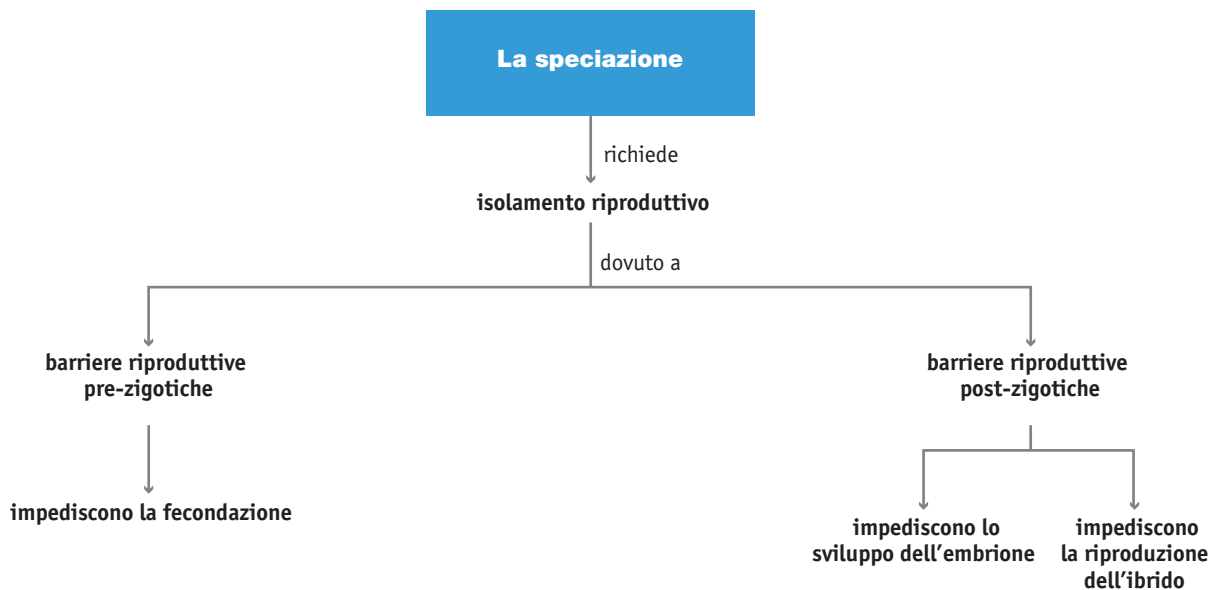 La speciazione
richiede
isolamento riproduttivo
dovuto a
barriere riproduttive
pre-zigotiche
barriere riproduttive
post-zigotiche
impediscono la fecondazione
impediscono lo
sviluppo dell’embrione
impediscono
la riproduzione
dell’ibrido